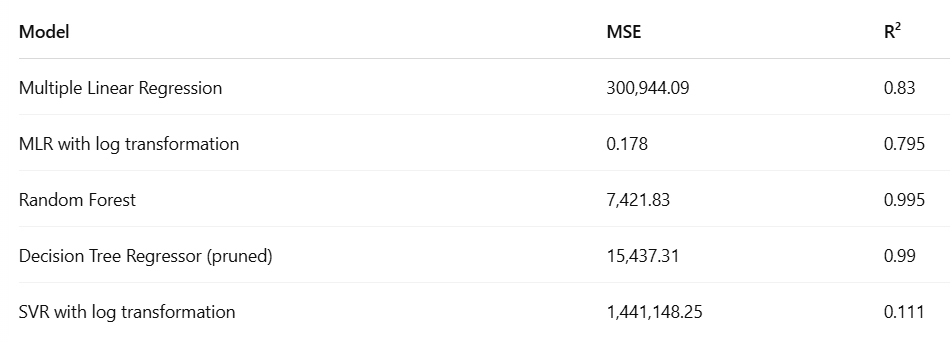 Model MSE R²
Multiple Linear Regression 300,944.09 0.83
MLR with log transformation 0.178 0.795
Random Forest 7,421.83 0.995
Decision Tree Regressor (pruned) 15,437.31 0.99
SVR with log transformation 1,441,148.25 0.111